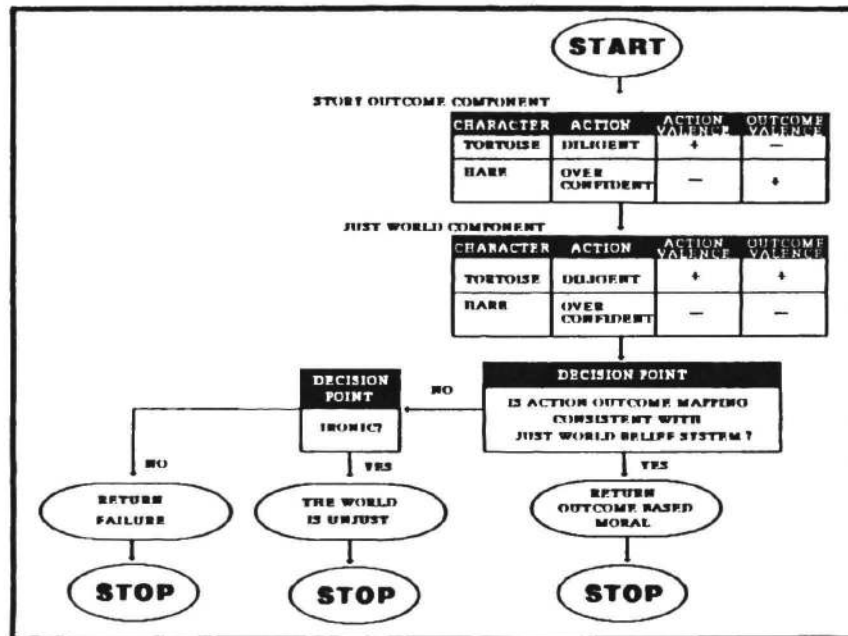 START
STORY OUTCOME COMPONENT
CHARACTER ACTION ACTION VALENCE OUTCOME VALENCE
TORTOISE DILIGENT + −
HARE OVER CONFIDENT − +
JUST WORLD COMPONENT
CHARACTER ACTION ACTION VALENCE OUTCOME VALENCE
TORTOISE DILIGENT + +
HARE OVER CONFIDENT − −
DECISION POINT
IS ACTION OUTCOME MAPPING
CONSISTENT WITH
JUST WORLD BELIEF SYSTEM?
NO
DECISION
POINT
IRONIC?
NO
YES
YES
RETURN
FAILURE
THE WORLD
IS UNJUST
RETURN
OUTCOME BASED
MORAL
STOP
STOP
STOP